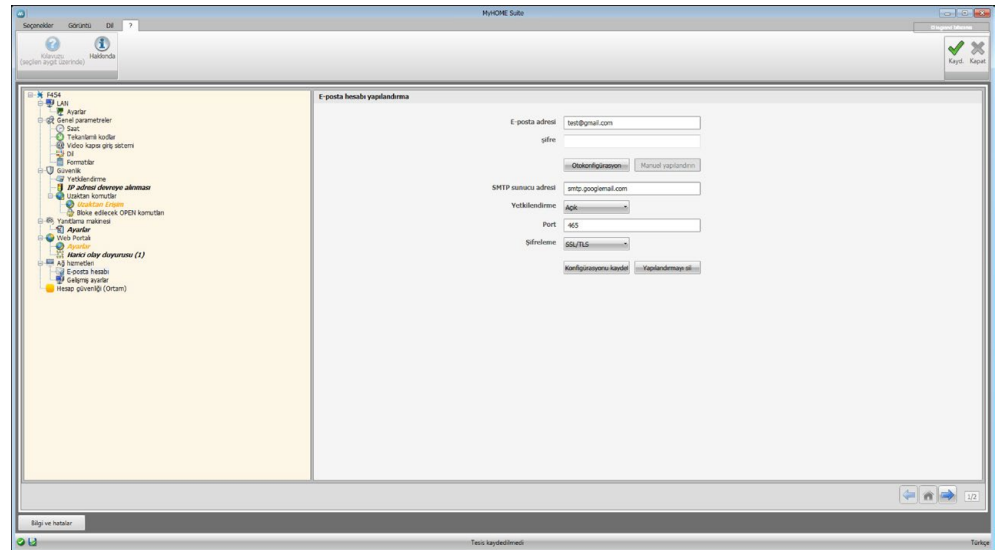 MyHOME Suite
Seçenekler Görüntü Dil ?
Kılavuzu
(seçilen aygıt üzerinde)
Hakkında
Kayd. Kapat
F454
LAN
Ayarlar
Genel parametreler
Saat
Tekanlamlı kodlar
Video kapısı giriş sistemi
Dil
Formatlar
Güvenlik
Yetkilendirme
IP adresi devreye alınması
Uzaktan komutlar
Uzaktan Erişim
Bloke edilecek OPEN komutları
Yanıtlama makinesi
Ayarlar
Web Portalı
Ayarlar
Harici olay duyurusu (1)
Ağ hizmetleri
E-posta hesabı
Gelişmiş ayarlar
Hesap güvenliği (Ortam)
E-posta hesabı yapılandırma
E-posta adresi test@gmail.com
şifre
Otokonfigürasyon Manuel yapılandırın
SMTP sunucu adresi smtp.googlemail.com
Yetkilendirme Açık
Port 465
Şifreleme SSL/TLS
Konfigürasyonu kaydet Yapılandırmayı sil
1/2
Bilgi ve hatalar
Tesis kaydedilmedi Türkçe